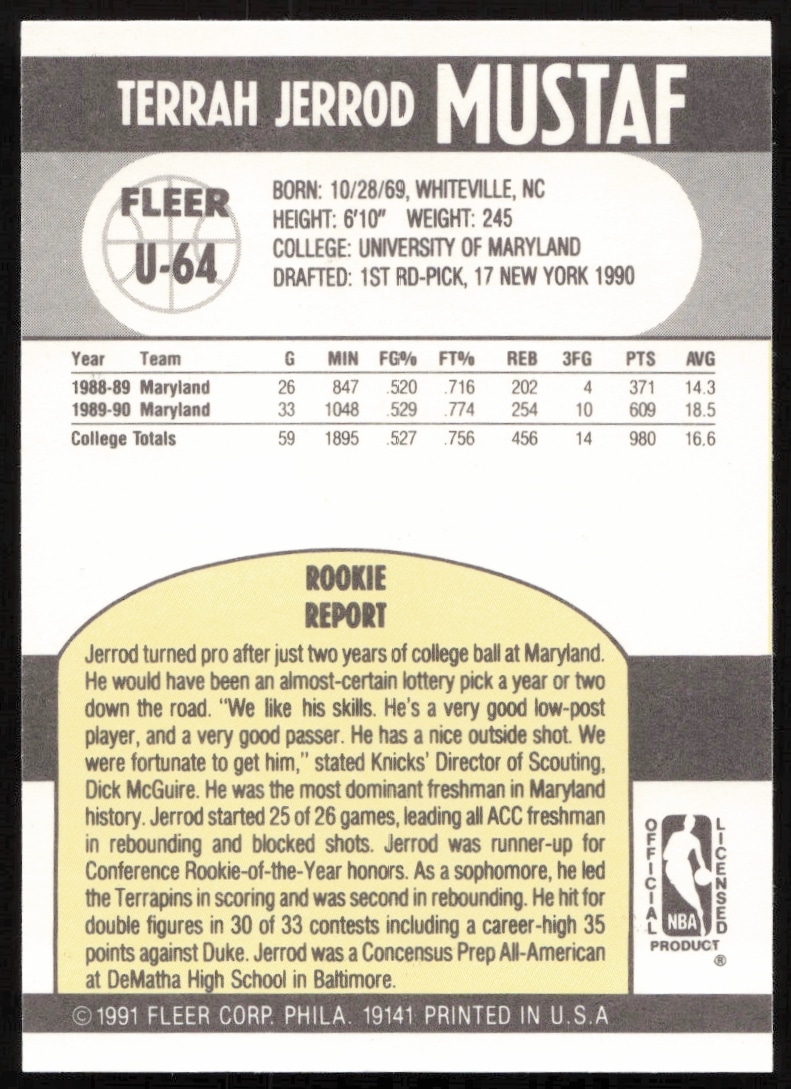 TERRAH JERROD MUSTAF
FLEER
U-64
BORN: 10/28/69, WHITEVILLE, NC
HEIGHT: 6'10" WEIGHT: 245
COLLEGE: UNIVERSITY OF MARYLAND
DRAFTED: 1ST RD-PICK, 17 NEW YORK 1990
Year Team G MIN FG% FT% REB 3FG PTS AVG
1988-89 Maryland 26 847 .520 .716 202 4 371 14.3
1989-90 Maryland 33 1048 .529 .774 254 10 609 18.5
College Totals 59 1895 .527 .756 456 14 980 16.6
ROOKIE
REPORT
Jerrod turned pro after just two years of college ball at Maryland.
He would have been an almost-certain lottery pick a year or two
down the road. "We like his skills. He's a very good low-post
player, and a very good passer. He has a nice outside shot. We
were fortunate to get him," stated Knicks' Director of Scouting,
Dick McGuire. He was the most dominant freshman in Maryland
history. Jerrod started 25 of 26 games, leading all ACC freshman
in rebounding and blocked shots. Jerrod was runner-up for
Conference Rookie-of-the-Year honors. As a sophomore, he led
the Terrapins in scoring and was second in rebounding. He hit for
double figures in 30 of 33 contests including a career-high 35
points against Duke. Jerrod was a Concensus Prep All-American
at DeMatha High School in Baltimore.
OFFICIAL
LICENSED
NBA
PRODUCT
®
© 1991 FLEER CORP. PHILA. 19141 PRINTED IN U.S.A